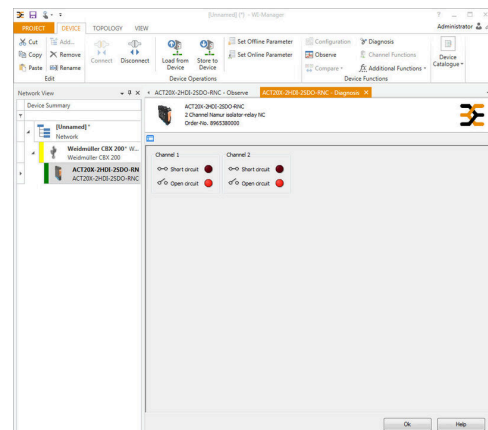 [Unnamed] (*) - WI-Manager
PROJECT DEVICE TOPOLOGY VIEW Administrator
Cut Add... Set Offline Parameter Configuration Diagnosis
Copy Remove Connect Disconnect Load from Device Store to Device Set Online Parameter Observe Channel Functions Device Catalogue
Paste Rename Compare Additional Functions
Edit Device Operations Device Functions
Network View ACT20X-2HDI-2SDO-RNC - Observe ACT20X-2HDI-2SDO-RNC - Diagnosis
Device Summary
ACT20X-2HDI-2SDO-RNC
2 Channel Namur isolator-relay NC
Order-No. 8965380000
[Unnamed] *
Network
Weidmüller CBX 200* W...
Weidmüller CBX 200
ACT20X-2HDI-2SDO-RN
ACT20X-2HDI-2SDO-RNC
Channel 1 Channel 2
Short circuit Short circuit
Open circuit Open circuit
Ok Help